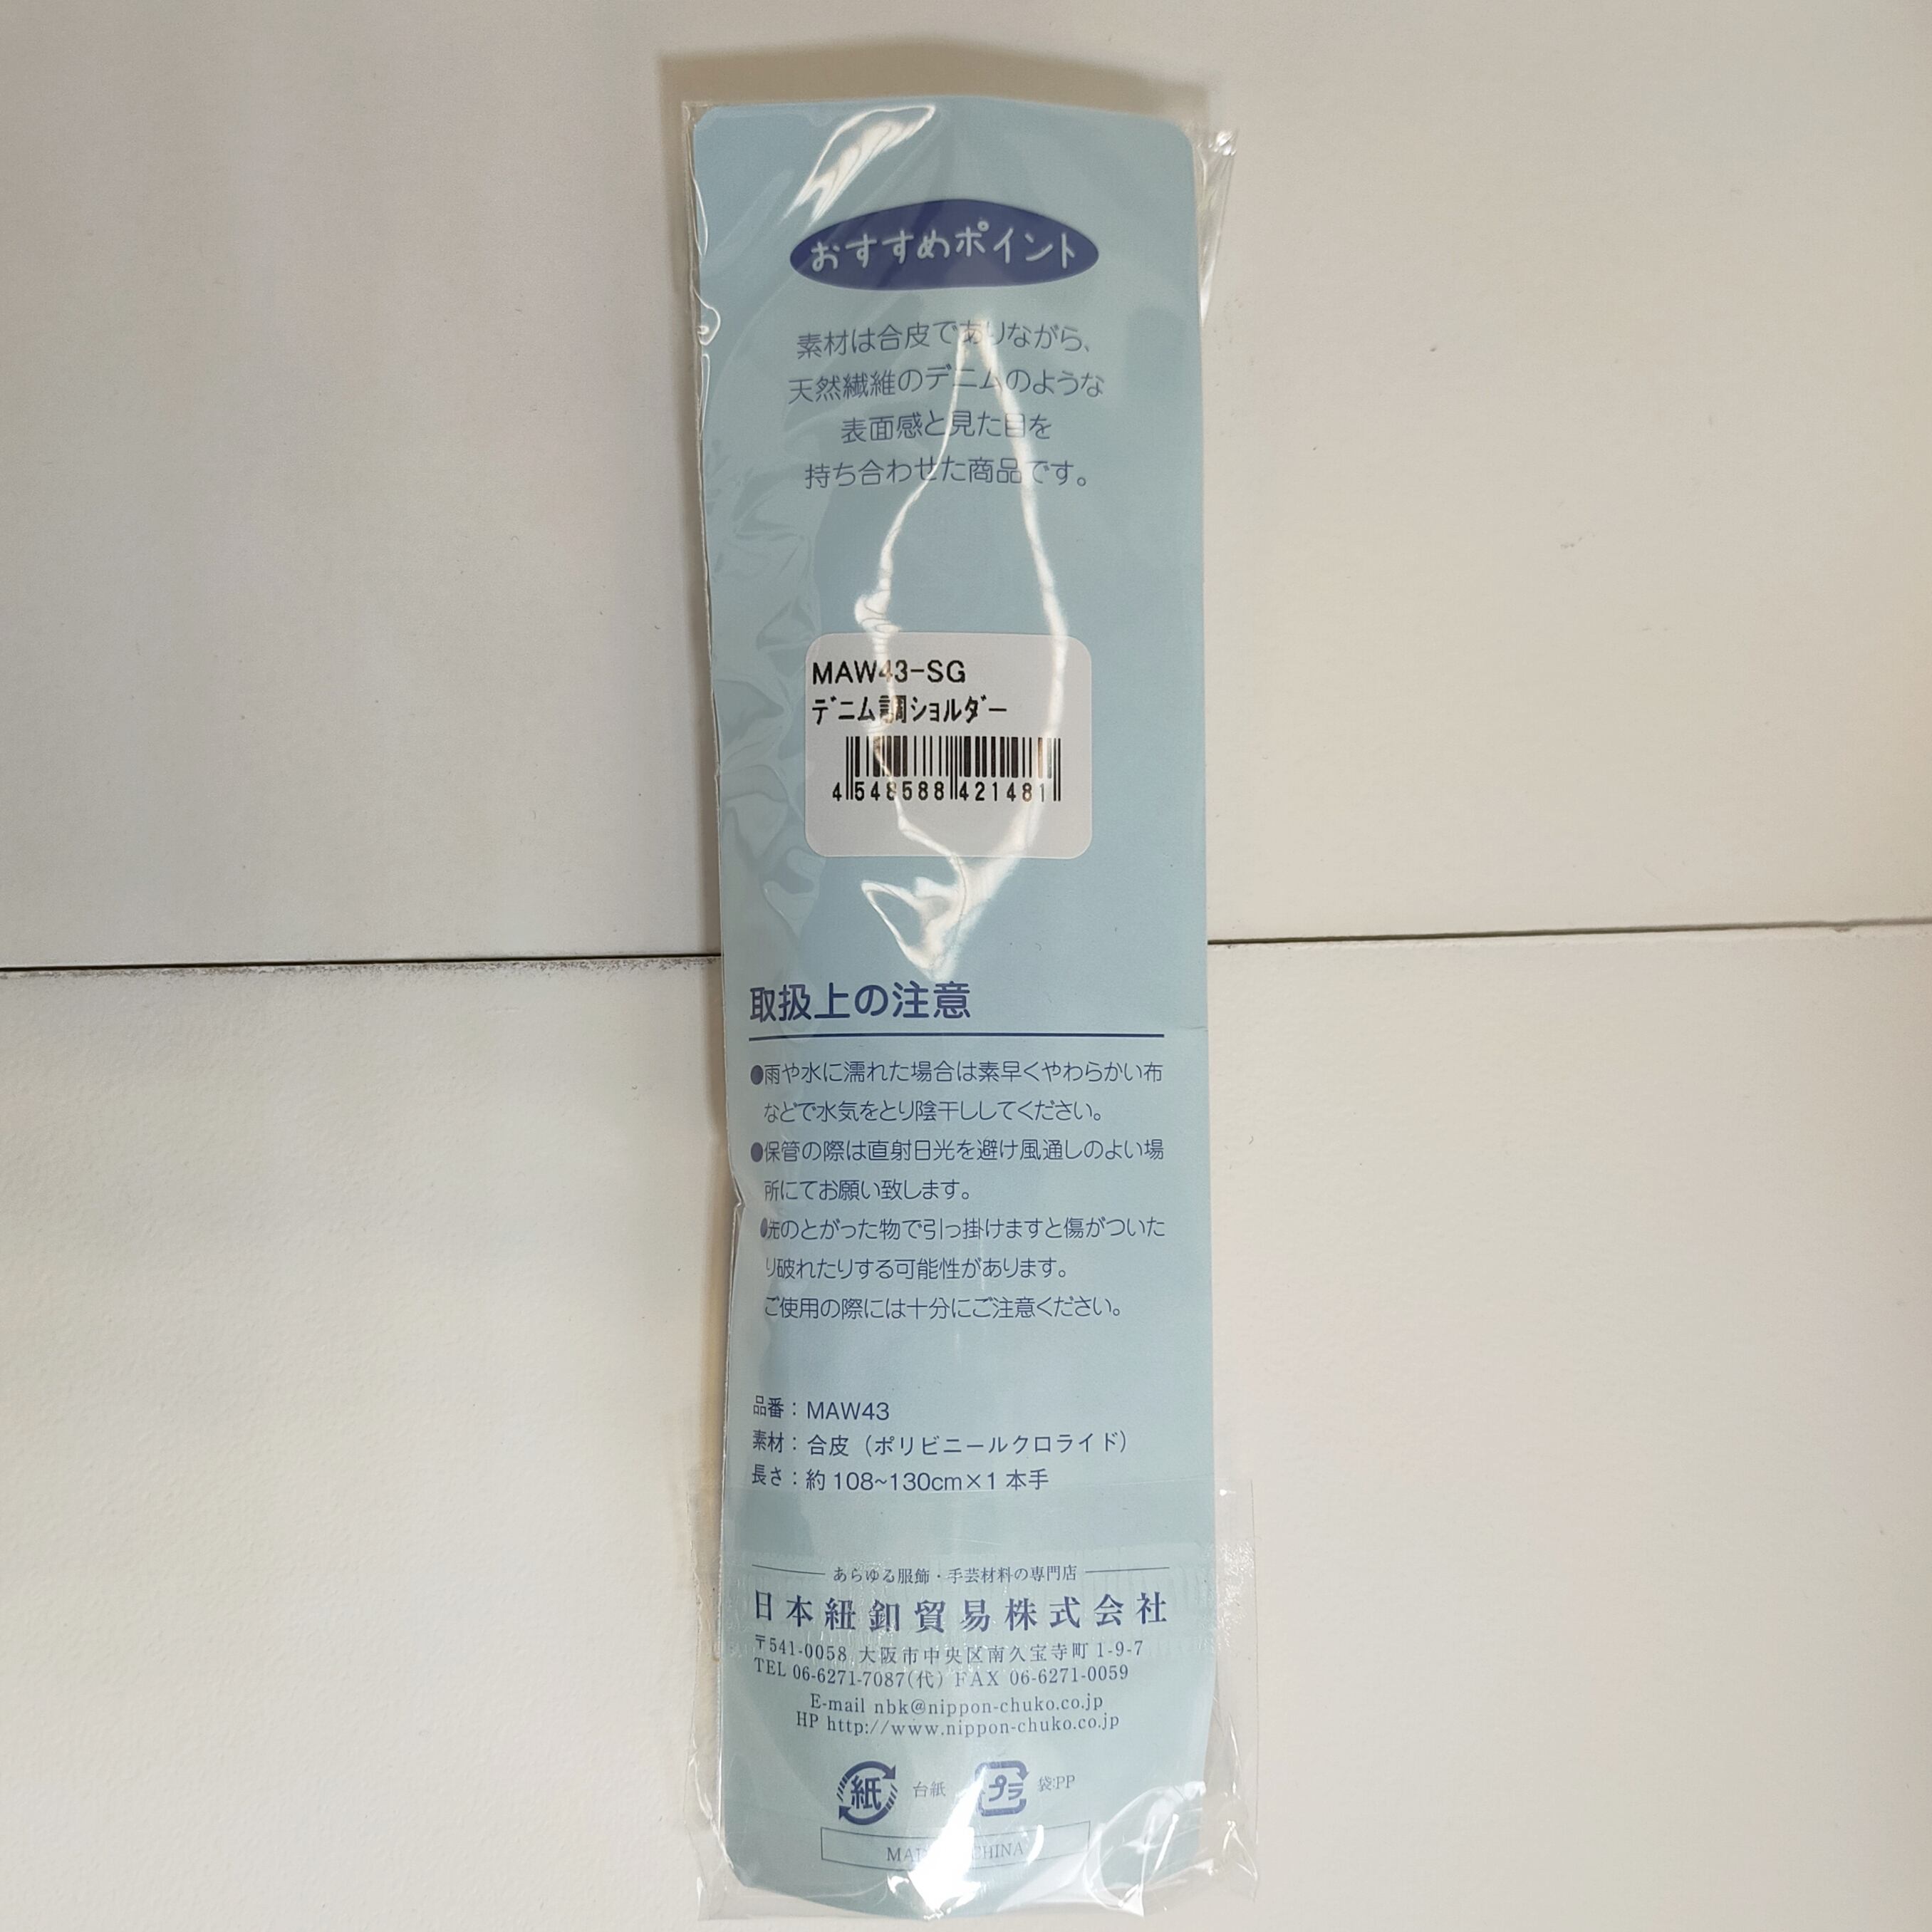 おすすめポイント
素材は合皮でありながら、
天然繊維のデニムのような
表面感と見た目を
持ち合わせた商品です。
MAW43-SG
ﾃﾞﾆﾑ調ｼｮﾙﾀﾞｰ
4 548588 421481
取扱上の注意
●雨や水に濡れた場合は素早くやわらかい布
などで水気をとり陰干ししてください。
●保管の際は直射日光を避け風通しのよい場
所にてお願い致します。
●先のとがった物で引っ掛けますと傷がついた
り破れたりする可能性があります。
ご使用の際には十分にご注意ください。
品番：MAW43
素材：合皮（ポリビニールクロライド）
長さ：約108~130cm×1本手
あらゆる服飾・手芸材料の専門店
日本紐釦貿易株式会社
〒541-0058 大阪市中央区南久宝寺町1-9-7
TEL 06-6271-7087(代) FAX 06-6271-0059
E-mail nbk@nippon-chuko.co.jp
HP http://www.nippon-chuko.co.jp
紙 台紙 プラ 袋:PP
CHINA